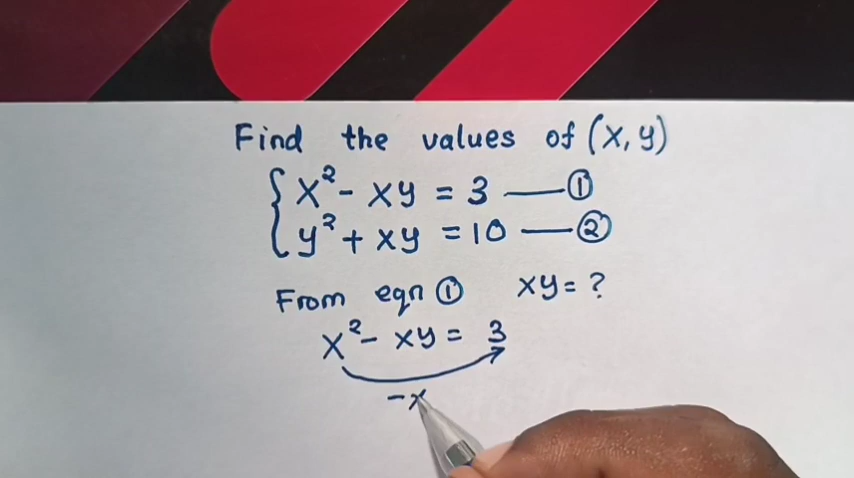 Find the values of (x, y)
x² - xy = 3 —— ①
y² + xy = 10 —— ②
From eqn ① xy = ?
x² - xy = 3
-x